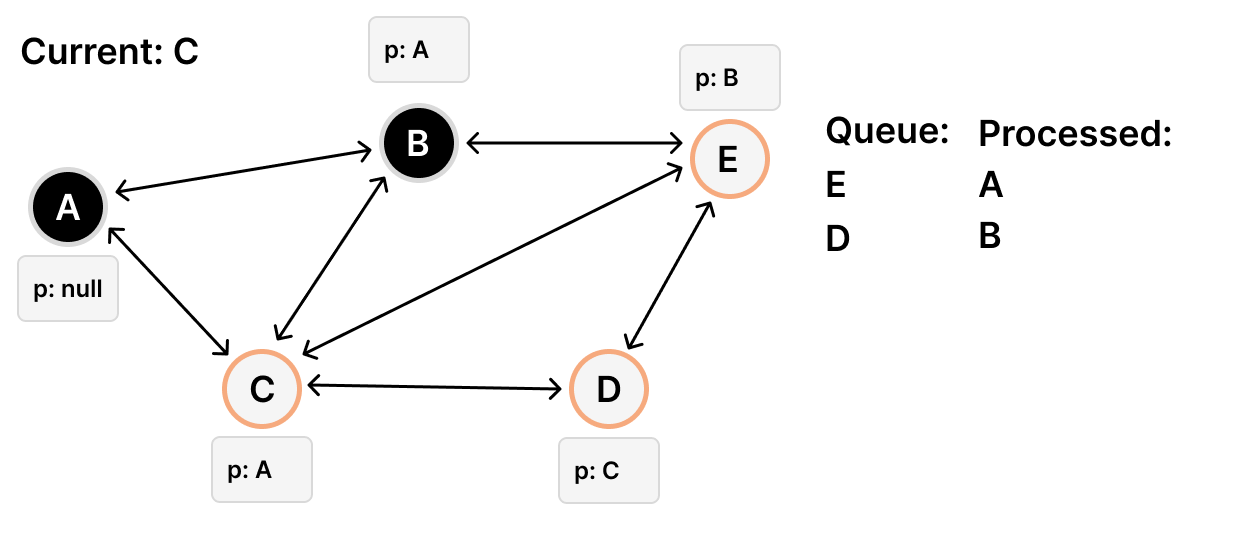 Current: C
p: A
p: B
B
E
A
p: null
C
D
p: A
p: C
Queue:
E
D
Processed:
A
B